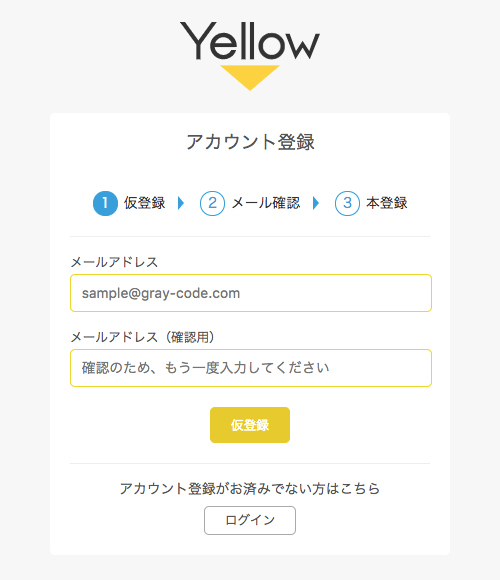 Yellow
アカウント登録
1 仮登録 2 メール確認 3 本登録
メールアドレス
sample@gray-code.com
メールアドレス（確認用）
確認のため、もう一度入力してください
仮登録
アカウント登録がお済みでない方はこちら
ログイン